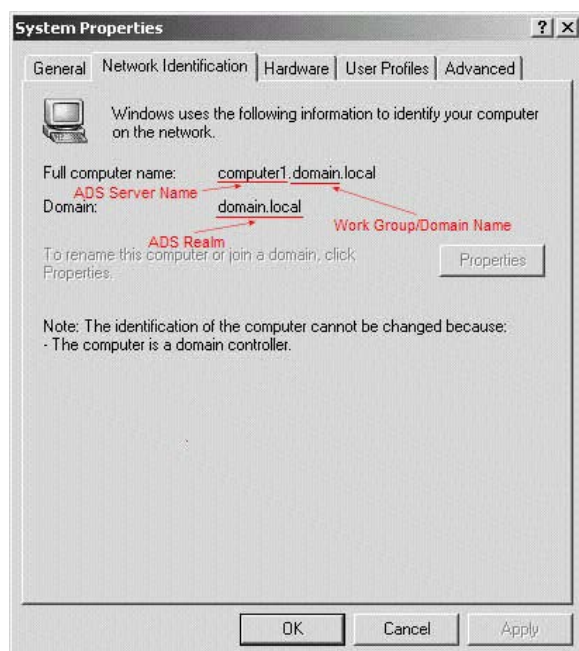 System Properties
? X
General Network Identification Hardware User Profiles Advanced
Windows uses the following information to identify your computer
on the network.
Full computer name: computer1.domain.local
ADS Server Name
Domain: domain.local
Work Group/Domain Name
ADS Realm
To rename this computer or join a domain, click
Properties.
Properties
Note: The identification of the computer cannot be changed because:
- The computer is a domain controller.
OK Cancel Apply